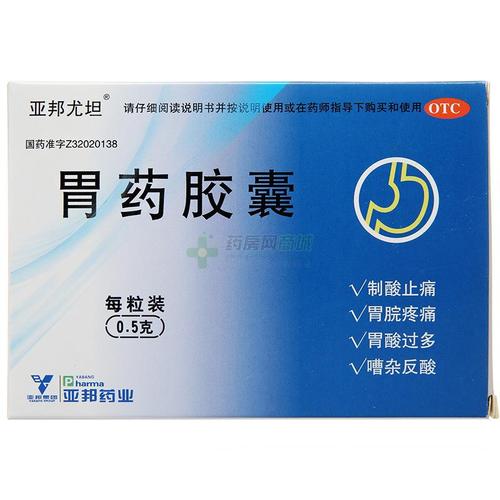 亚邦尤坦®
请仔细阅读说明书并按说明使用或在药师指导下购买和使用
OTC
国药准字Z32020138
胃药胶囊
药房网商城
每粒装
0.5克
√制酸止痛
√胃脘疼痛
√胃酸过多
√嘈杂反酸
亚邦集团
YABANG
Pharma
亚邦药业